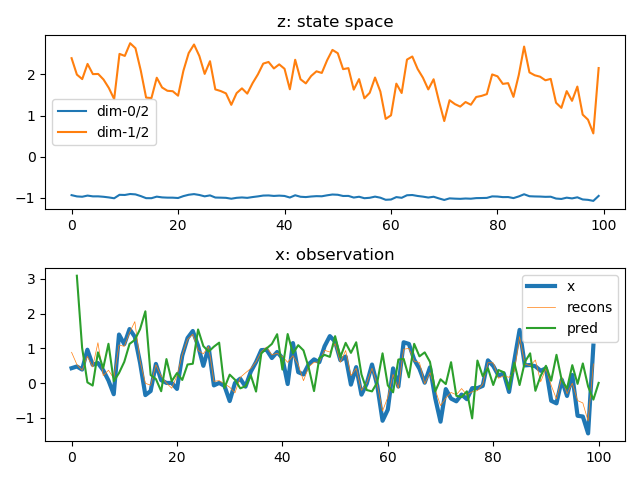 z: state space
2
1
0
−1
dim-0/2
dim-1/2
0 20 40 60 80 100
x: observation
3
2
1
0
−1
x
recons
pred
0 20 40 60 80 100